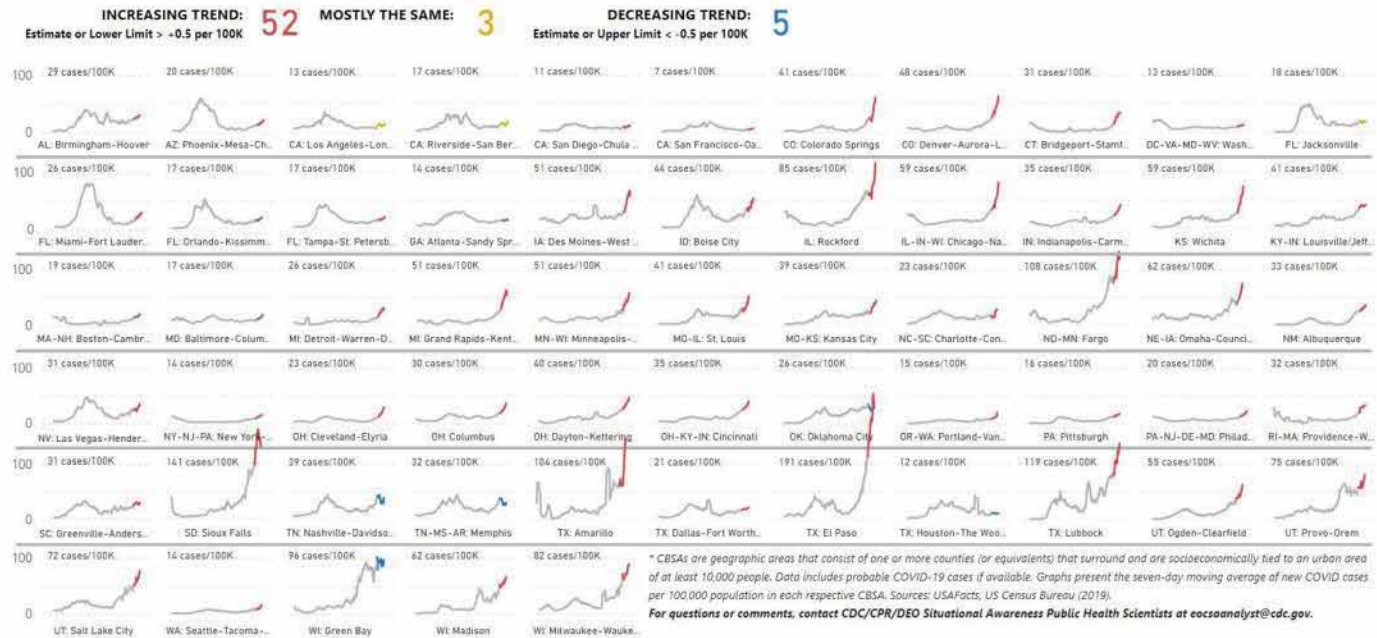 INCREASING TREND: 52 MOSTLY THE SAME: 3 DECREASING TREND: 5
Estimate or Lower Limit > +0.5 per 100K Estimate or Upper Limit < -0.5 per 100K
100 29 cases/100K 20 cases/100K 13 cases/100K 17 cases/100K 11 cases/100K 7 cases/100K 41 cases/100K 48 cases/100K 31 cases/100K 13 cases/100K 18 cases/100K
0
AL: Birmingham-Hoover AZ: Phoenix-Mesa-Ch... CA: Los Angeles-Lon... CA: Riverside-San Ber... CA: San Diego-Chula ... CA: San Francisco-Oa... CO: Colorado Springs CO: Denver-Aurora-L... CT: Bridgeport-Stamf... DC-VA-MD-WV: Wash... FL: Jacksonville
100 26 cases/100K 17 cases/100K 17 cases/100K 14 cases/100K 51 cases/100K 44 cases/100K 85 cases/100K 59 cases/100K 35 cases/100K 59 cases/100K 41 cases/100K
0
FL: Miami-Fort Lauder... FL: Orlando-Kissimm... FL: Tampa-St. Petersb... GA: Atlanta-Sandy Spr... IA: Des Moines-West ... ID: Boise City IL: Rockford IL-IN-WI: Chicago-Na... IN: Indianapolis-Carm... KS: Wichita KY-IN: Louisville/Jeff...
100 19 cases/100K 17 cases/100K 26 cases/100K 51 cases/100K 51 cases/100K 41 cases/100K 39 cases/100K 23 cases/100K 108 cases/100K 62 cases/100K 33 cases/100K
0
MA-NH: Boston-Cambr... MD: Baltimore-Colum... MI: Detroit-Warren-D... MI: Grand Rapids-Kent... MN-WI: Minneapolis-... MO-IL: St. Louis MO-KS: Kansas City NC-SC: Charlotte-Con... ND-MN: Fargo NE-IA: Omaha-Counci... NM: Albuquerque
100 31 cases/100K 14 cases/100K 23 cases/100K 30 cases/100K 40 cases/100K 35 cases/100K 26 cases/100K 15 cases/100K 16 cases/100K 20 cases/100K 32 cases/100K
0
NV: Las Vegas-Hender... NY-NJ-PA: New York-... OH: Cleveland-Elyria OH: Columbus OH: Dayton-Kettering OH-KY-IN: Cincinnati OK: Oklahoma City OR-WA: Portland-Van... PA: Pittsburgh PA-NJ-DE-MD: Philad... RI-MA: Providence-W...
100 31 cases/100K 141 cases/100K 39 cases/100K 32 cases/100K 104 cases/100K 21 cases/100K 191 cases/100K 12 cases/100K 119 cases/100K 55 cases/100K 75 cases/100K
0
SC: Greenville-Anders... SD: Sioux Falls TN: Nashville-Davidso... TN-MS-AR: Memphis TX: Amarillo TX: Dallas-Fort Worth... TX: El Paso TX: Houston-The Woo... TX: Lubbock UT: Ogden-Clearfield UT: Provo-Orem
100 72 cases/100K 14 cases/100K 96 cases/100K 62 cases/100K 82 cases/100K
0
UT: Salt Lake City WA: Seattle-Tacoma-... WI: Green Bay WI: Madison WI: Milwaukee-Wauke...
* CBSAs are geographic areas that consist of one or more counties (or equivalents) that surround and are socioeconomically tied to an urban area
of at least 10,000 people. Data includes probable COVID-19 cases if available. Graphs present the seven-day moving average of new COVID cases
per 100,000 population in each respective CBSA. Sources: USAFacts, US Census Bureau (2019).
For questions or comments, contact CDC/CPR/DEO Situational Awareness Public Health Scientists at eocsaanalyst@cdc.gov.